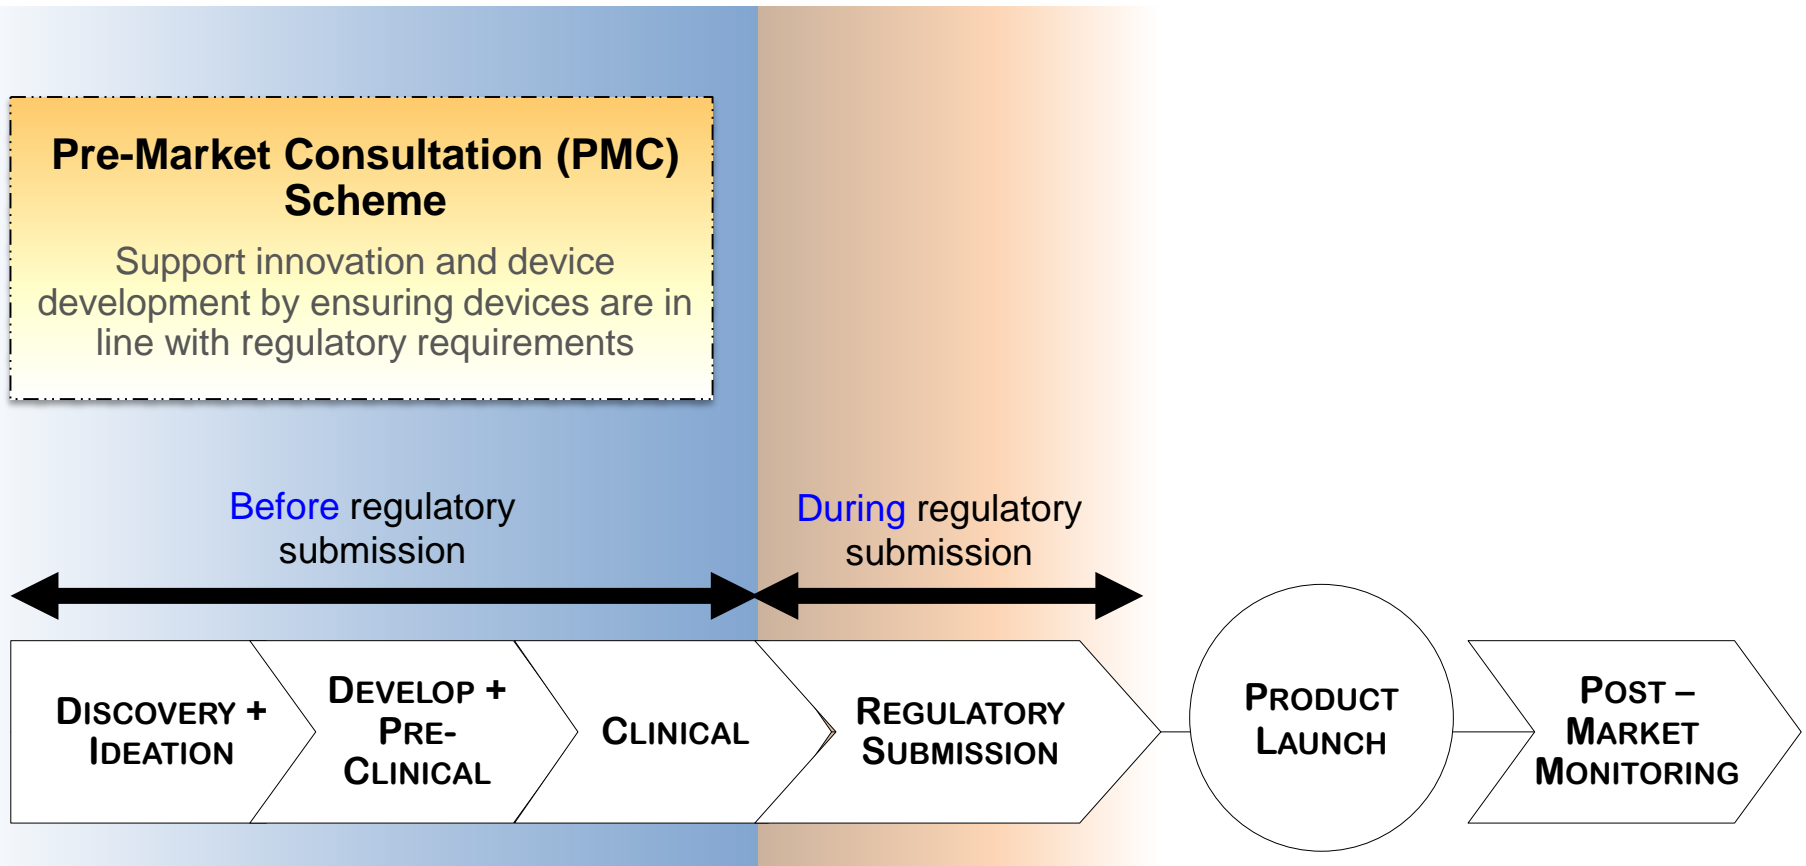 Pre-Market Consultation (PMC)
Scheme
Support innovation and device
development by ensuring devices are in
line with regulatory requirements
Before regulatory
submission
During regulatory
submission
DISCOVERY +
IDEATION
DEVELOP +
PRE-
CLINICAL
CLINICAL
REGULATORY
SUBMISSION
PRODUCT
LAUNCH
POST –
MARKET
MONITORING